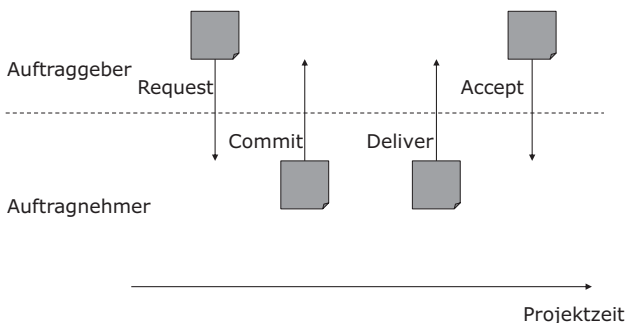 Auftraggeber
Request
Accept
Commit
Deliver
Auftragnehmer
Projektzeit